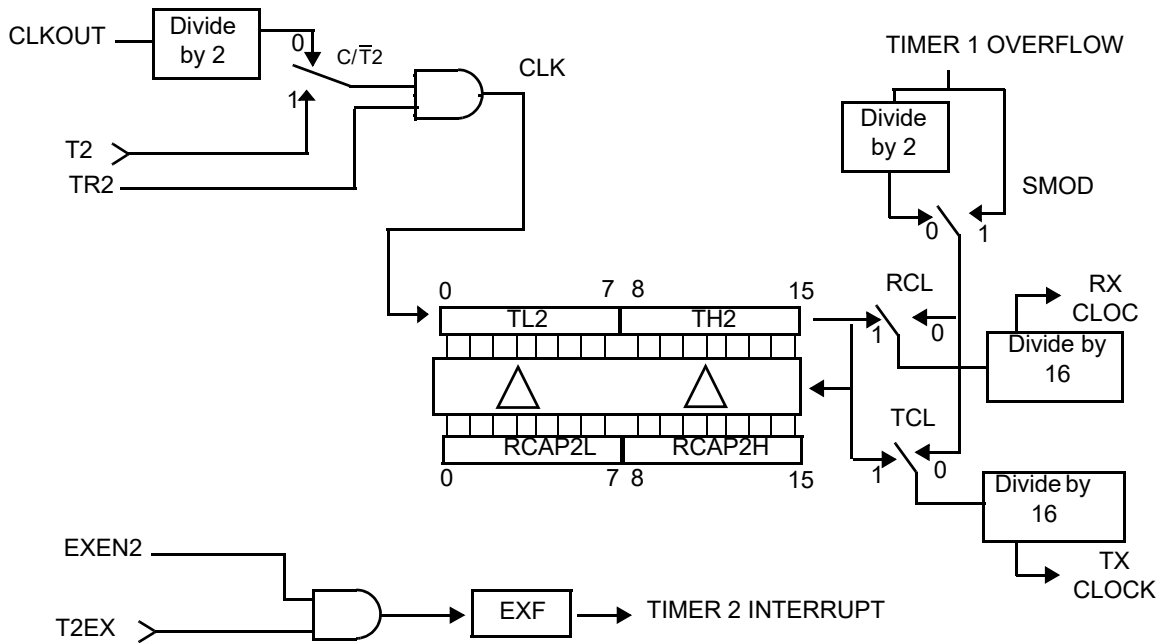 CLKOUT
Divide
by 2
0
C/T̅2
1
CLK
T2
TR2
TIMER 1 OVERFLOW
Divide
by 2
SMOD
0
1
0
7
8
15
TL2
TH2
RCAP2L
RCAP2H
0
7
8
15
RCL
1
0
RX
CLOC
Divide by
16
TCL
1
0
Divide by
16
TX
CLOCK
EXEN2
T2EX
EXF
TIMER 2 INTERRUPT